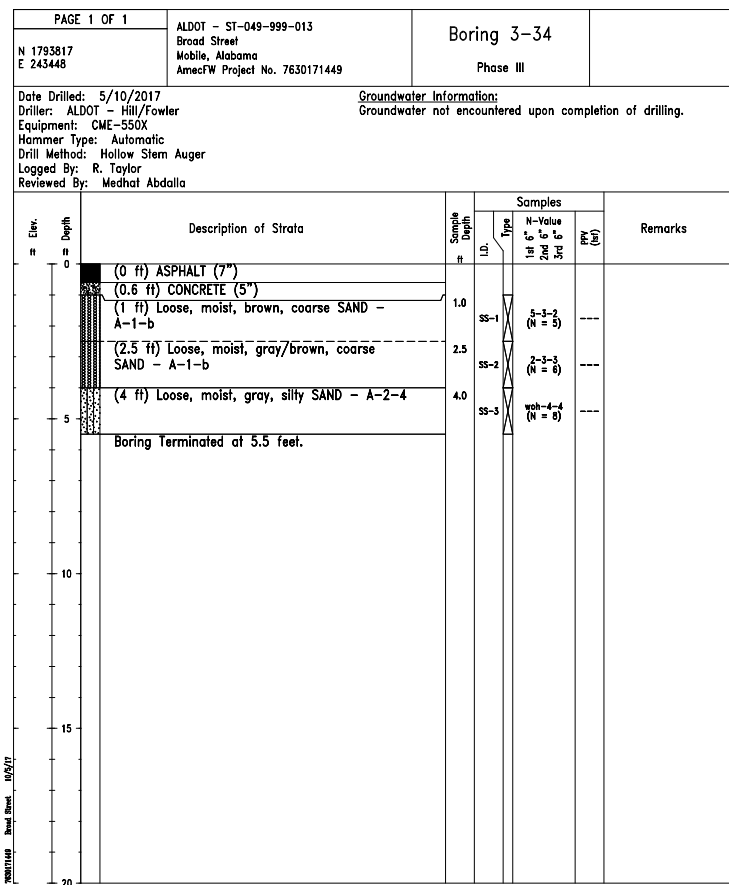 PAGE 1 OF 1
N 1793817
E 243448
ALDOT - ST-049-999-013
Broad Street
Mobile, Alabama
AmecFW Project No. 7630171449
Boring 3-34
Phase III
Date Drilled: 5/10/2017
Driller: ALDOT - Hill/Fowler
Equipment: CME-550X
Hammer Type: Automatic
Drill Method: Hollow Stem Auger
Logged By: R. Taylor
Reviewed By: Medhat Abdalla
Groundwater Information:
Groundwater not encountered upon completion of drilling.
Elev.
ft
Depth
ft
Description of Strata
Sample
Depth
ft
Samples
I.D.
Type
N-Value
1st 6"
2nd 6"
3rd 6"
PPV
(tsf)
Remarks
0
(0 ft) ASPHALT (7")
(0.6 ft) CONCRETE (5")
(1 ft) Loose, moist, brown, coarse SAND -
A-1-b
1.0
SS-1
5-3-2
(N = 5)
---
(2.5 ft) Loose, moist, gray/brown, coarse
SAND - A-1-b
2.5
SS-2
2-3-3
(N = 6)
---
(4 ft) Loose, moist, gray, silty SAND - A-2-4
4.0
SS-3
woh-4-4
(N = 8)
---
5
Boring Terminated at 5.5 feet.
10
15
20
7630171449 Broad Street 10/5/17